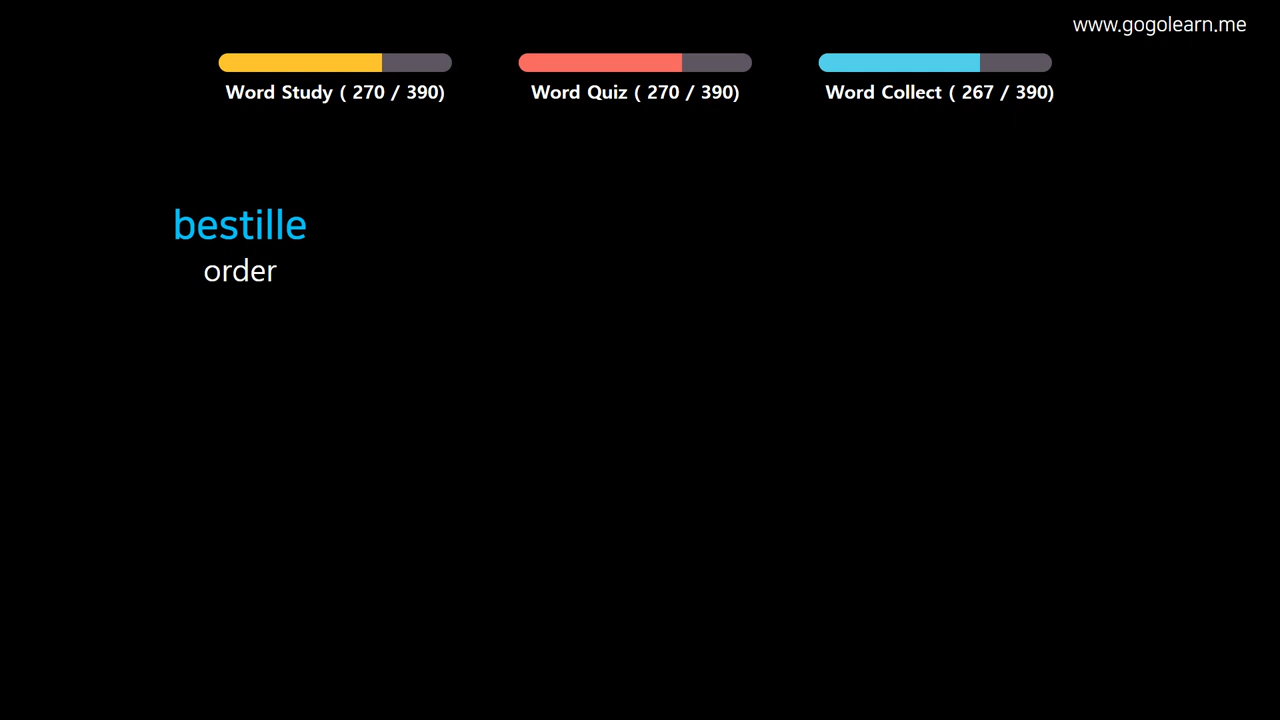 www.gogolearn.me
Word Study ( 270 / 390)
Word Quiz ( 270 / 390)
Word Collect ( 267 / 390)
bestille
order